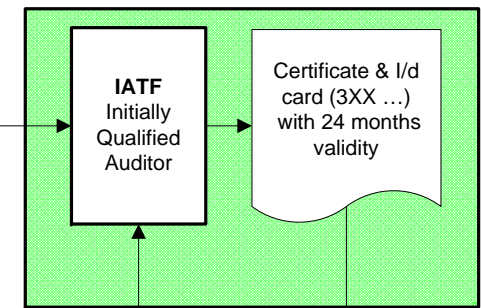 IATF
Initially
Qualified
Auditor
Certificate & I/d
card (3XX ...)
with 24 months
validity